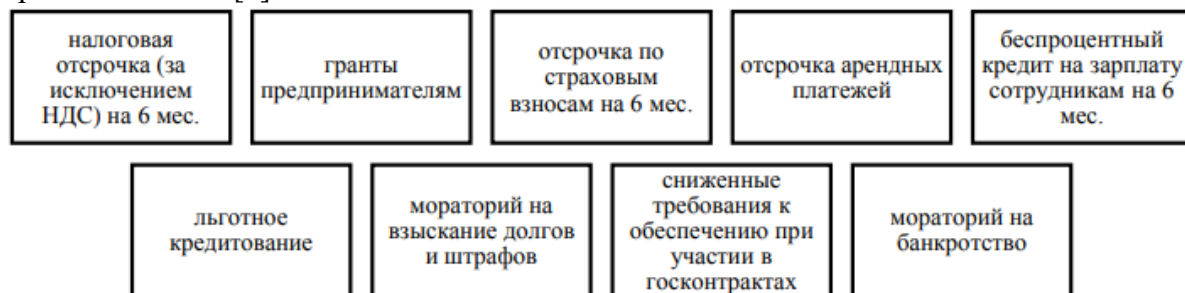 налоговая
отсрочка (за
исключением
НДС) на 6 мес.
гранты
предпринимателям
отсрочка по
страховым
взносам на 6 мес.
отсрочка арендных
платежей
беспроцентный
кредит на зарплату
сотрудникам на 6
мес.
льготное
кредитование
мораторий на
взыскание долгов
и штрафов
сниженные
требования к
обеспечению при
участии в
госконтрактах
мораторий на
банкротство